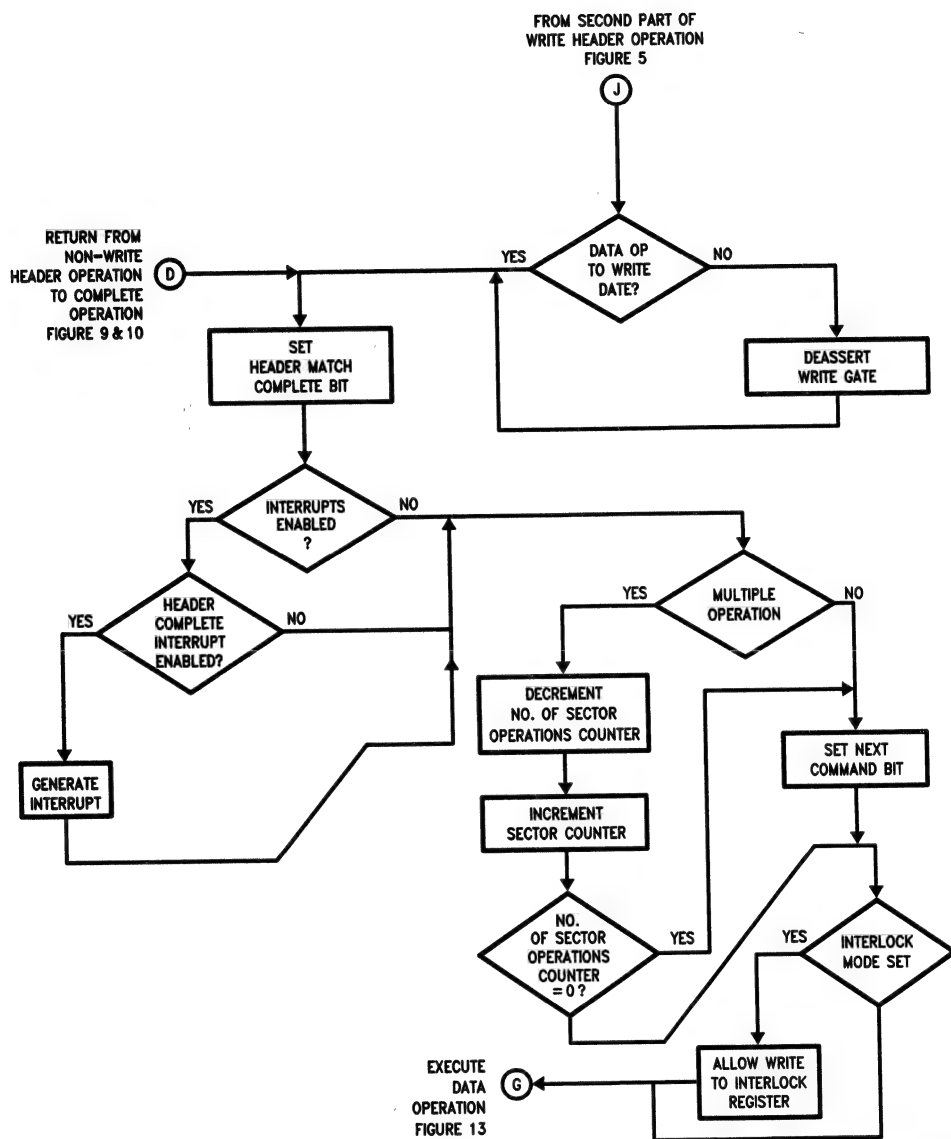 FROM SECOND PART OF
WRITE HEADER OPERATION
FIGURE 5
J
RETURN FROM
NON-WRITE
HEADER OPERATION
TO COMPLETE
OPERATION
FIGURE 9 & 10
D
YES
DATA OP
TO WRITE
DATE?
NO
SET
HEADER MATCH
COMPLETE BIT
DEASSERT
WRITE GATE
YES
INTERRUPTS
ENABLED
?
NO
YES
HEADER
COMPLETE
INTERRUPT
ENABLED?
NO
YES
MULTIPLE
OPERATION
NO
DECREMENT
NO. OF SECTOR
OPERATIONS COUNTER
SET NEXT
COMMAND BIT
GENERATE
INTERRUPT
INCREMENT
SECTOR COUNTER
NO.
OF SECTOR
OPERATIONS
COUNTER
=0?
YES
YES
INTERLOCK
MODE SET
ALLOW WRITE
TO INTERLOCK
REGISTER
EXECUTE
DATA
OPERATION
FIGURE 13
G